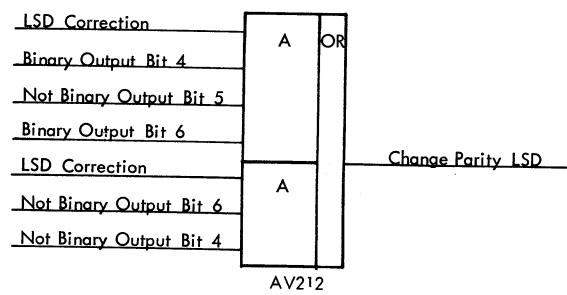 LSD Correction
A
OR
Binary Output Bit 4
Not Binary Output Bit 5
Binary Output Bit 6
LSD Correction
Change Parity LSD
A
Not Binary Output Bit 6
Not Binary Output Bit 4
AV212